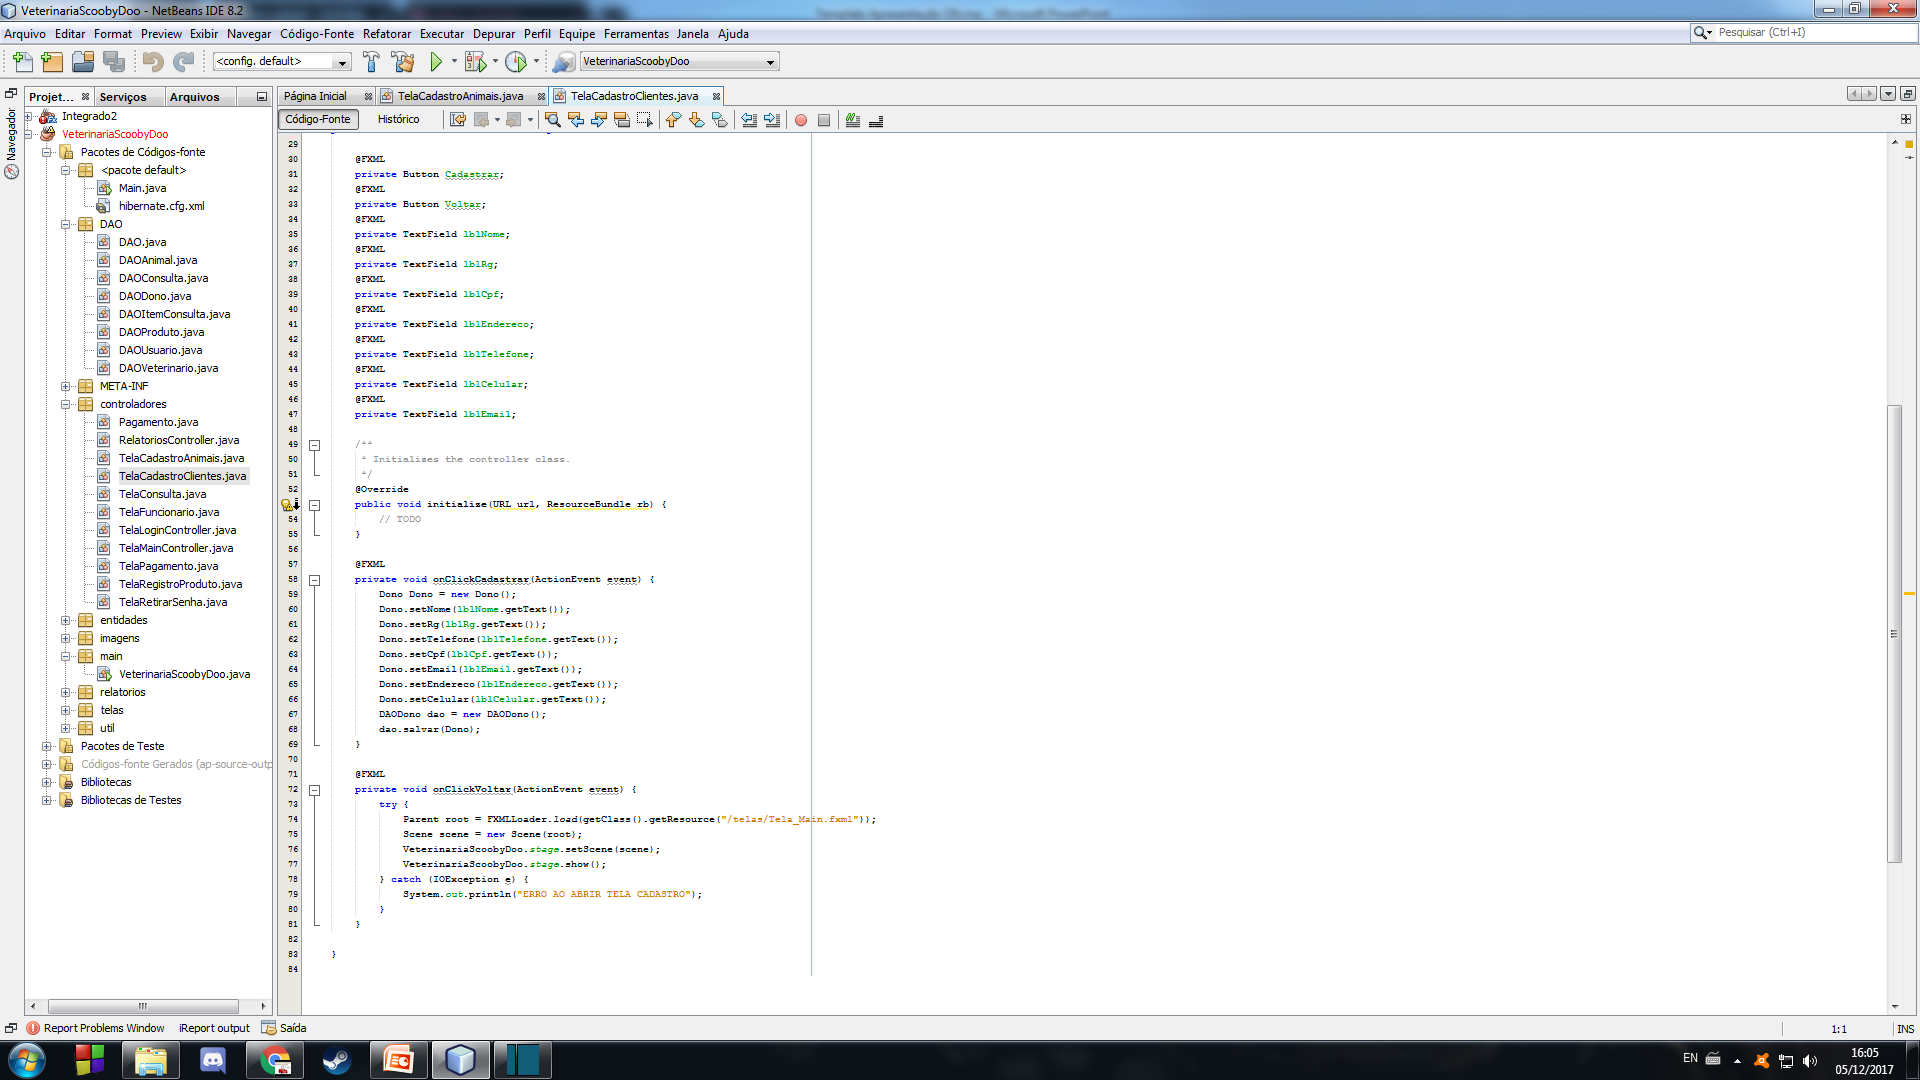 VeterinariaScoobyDoo - NetBeans IDE 8.2
Arquivo Editar Format Preview Exibir Navegar Código-Fonte Refatorar Executar Depurar Perfil Equipe Ferramentas Janela Ajuda
Pesquisar (Ctrl+I)
<config. default>
VeterinariaScoobyDoo
Projet... Serviços Arquivos
Navegador
Página Inicial TelaCadastroAnimais.java TelaCadastroClientes.java
Código-Fonte Histórico
Integrado2
VeterinariaScoobyDoo
Pacotes de Códigos-fonte
<pacote default>
Main.java
hibernate.cfg.xml
DAO
DAO.java
DAOAnimal.java
DAOConsulta.java
DAODono.java
DAOItemConsulta.java
DAOProduto.java
DAOUsuario.java
DAOVeterinario.java
META-INF
controladores
Pagamento.java
RelatoriosController.java
TelaCadastroAnimais.java
TelaCadastroClientes.java
TelaConsulta.java
TelaFuncionario.java
TelaLoginController.java
TelaMainController.java
TelaPagamento.java
TelaRegistroProduto.java
TelaRetirarSenha.java
entidades
imagens
main
VeterinariaScoobyDoo.java
relatorios
telas
util
Pacotes de Teste
Códigos-fonte Gerados (ap-source-outp
Bibliotecas
Bibliotecas de Testes
29
30 @FXML
31 private Button Cadastrar;
32 @FXML
33 private Button Voltar;
34 @FXML
35 private TextField lblNome;
36 @FXML
37 private TextField lblRg;
38 @FXML
39 private TextField lblCpf;
40 @FXML
41 private TextField lblEndereco;
42 @FXML
43 private TextField lblTelefone;
44 @FXML
45 private TextField lblCelular;
46 @FXML
47 private TextField lblEmail;
48
49 /**
50 * Initializes the controller class.
51 */
52 @Override
public void initialize(URL url, ResourceBundle rb) {
54 // TODO
55 }
56
57 @FXML
58 private void onClickCadastrar(ActionEvent event) {
59 Dono Dono = new Dono();
60 Dono.setNome(lblNome.getText());
61 Dono.setRg(lblRg.getText());
62 Dono.setTelefone(lblTelefone.getText());
63 Dono.setCpf(lblCpf.getText());
64 Dono.setEmail(lblEmail.getText());
65 Dono.setEndereco(lblEndereco.getText());
66 Dono.setCelular(lblCelular.getText());
67 DAODono dao = new DAODono();
68 dao.salvar(Dono);
69 }
70
71 @FXML
72 private void onClickVoltar(ActionEvent event) {
73 try {
74 Parent root = FXMLLoader.load(getClass().getResource("/telas/Tela_Main.fxml"));
75 Scene scene = new Scene(root);
76 VeterinariaScoobyDoo.stage.setScene(scene);
77 VeterinariaScoobyDoo.stage.show();
78 } catch (IOException e) {
79 System.out.println("ERRO AO ABRIR TELA CADASTRO");
80 }
81 }
82
83 }
84
Report Problems Window iReport output Saída
1:1 INS
EN
16:05
05/12/2017